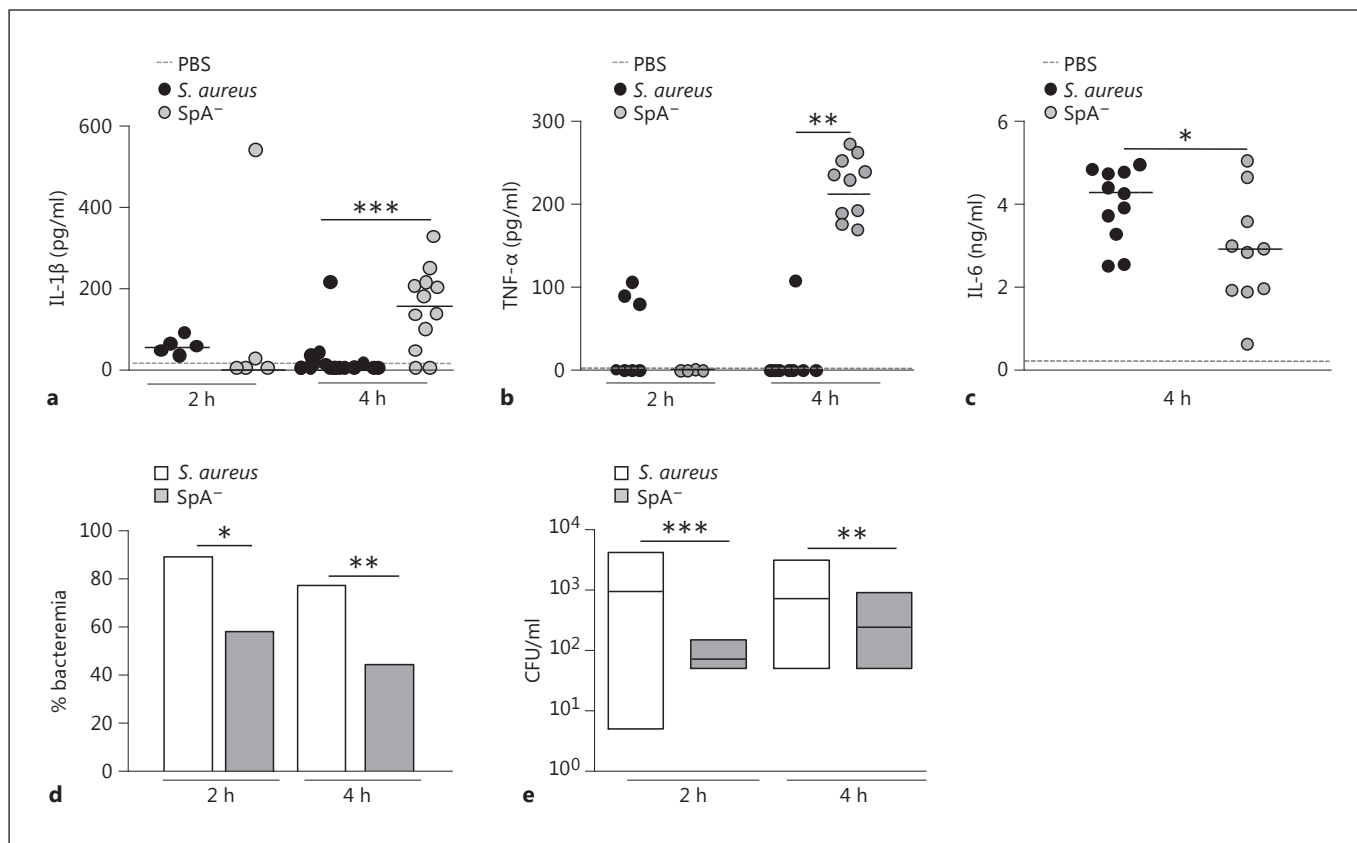 PBS
S. aureus
SpA⁻
600
400
200
0
IL-1β (pg/ml)
***
2 h
4 h
a
PBS
S. aureus
SpA⁻
300
200
100
0
TNF-α (pg/ml)
**
2 h
4 h
b
PBS
S. aureus
SpA⁻
6
4
2
0
IL-6 (ng/ml)
*
4 h
c
S. aureus
SpA⁻
100
80
60
40
20
0
% bacteremia
*
**
2 h
4 h
d
S. aureus
SpA⁻
10⁴
10³
10²
10¹
10⁰
CFU/ml
***
**
2 h
4 h
e